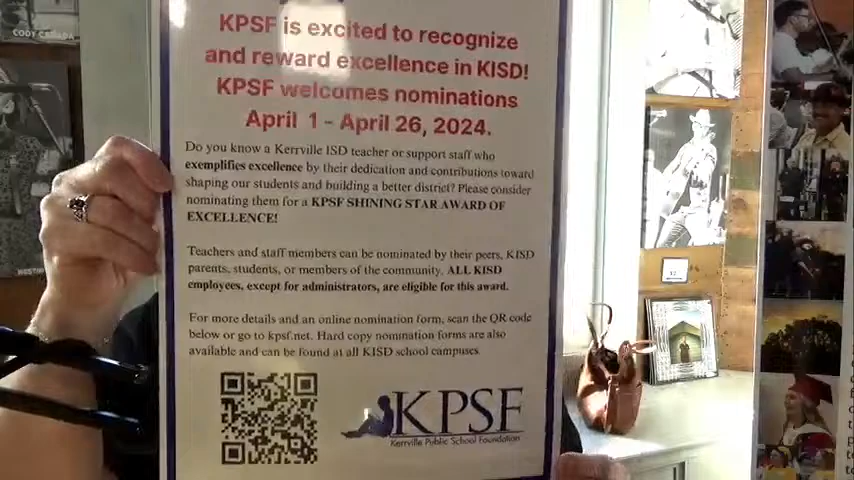 CODY CANADA
KPSF is excited to recognize
and reward excellence in KISD!
KPSF welcomes nominations
April 1 - April 26, 2024.
Do you know a Kerrville ISD teacher or support staff who
exemplifies excellence by their dedication and contributions toward
shaping our students and building a better district? Please consider
nominating them for a KPSF SHINING STAR AWARD OF
EXCELLENCE!
Teachers and staff members can be nominated by their peers, KISD
parents, students, or members of the community. ALL KISD
employees, except for administrators, are eligible for this award.
For more details and an online nomination form, scan the QR code
below or go to kpsf.net. Hard copy nomination forms are also
available and can be found at all KISD school campuses.
KPSF
Kerrville Public School Foundation